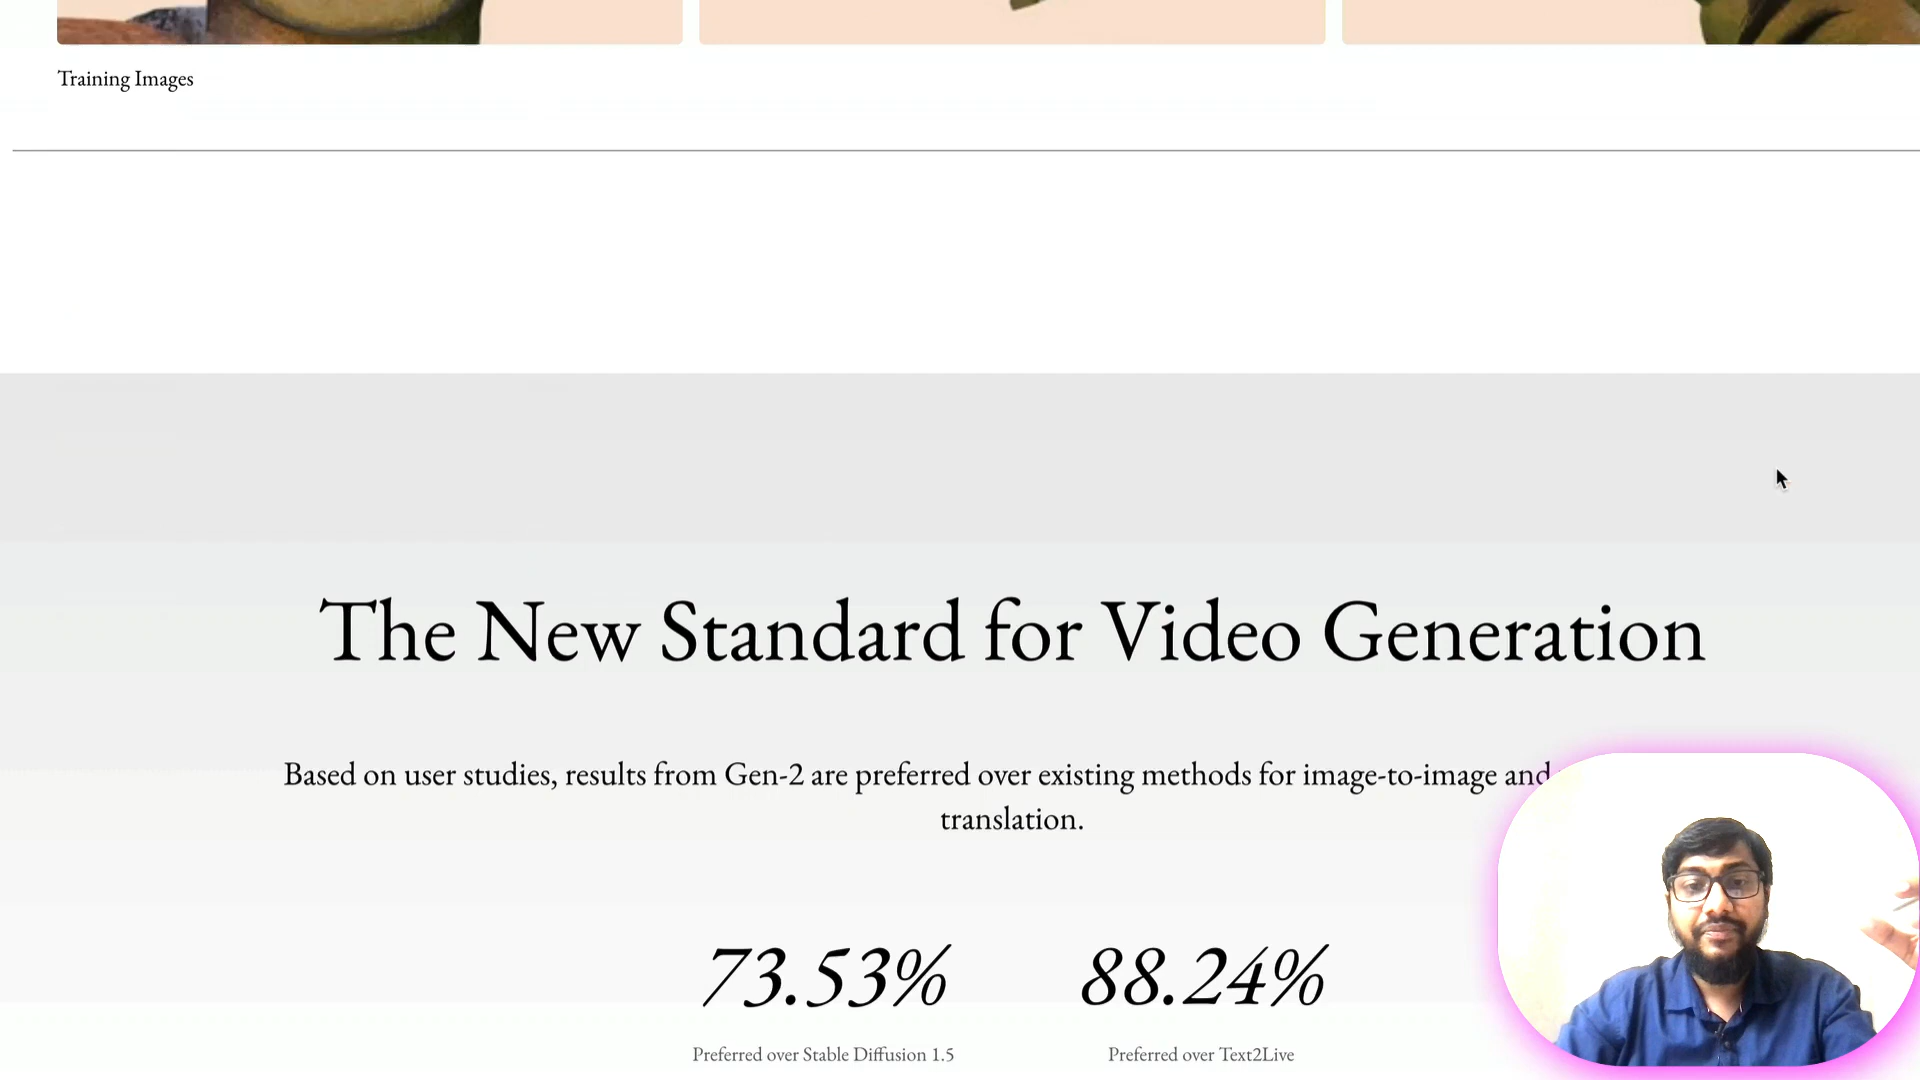 Training Images
The New Standard for Video Generation
Based on user studies, results from Gen-2 are preferred over existing methods for image-to-image and
translation.
73.53% 88.24%
Preferred over Stable Diffusion 1.5 Preferred over Text2Live